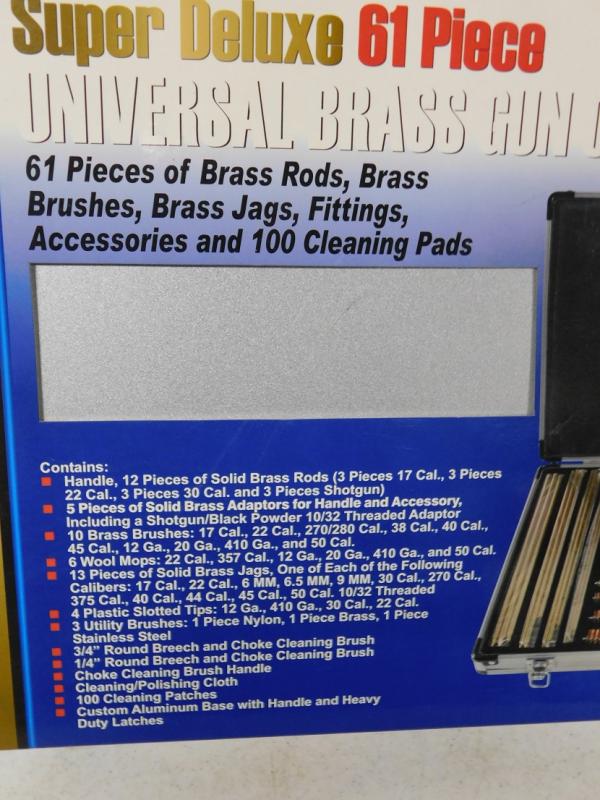 Super Deluxe 61 Piece
UNIVERSAL BRASS GUN
61 Pieces of Brass Rods, Brass
Brushes, Brass Jags, Fittings,
Accessories and 100 Cleaning Pads
Contains:
Handle, 12 Pieces of Solid Brass Rods (3 Pieces 17 Cal., 3 Pieces
22 Cal., 3 Pieces 30 Cal. and 3 Pieces Shotgun)
5 Pieces of Solid Brass Adaptors for Handle and Accessory,
Including a Shotgun/Black Powder 10/32 Threaded Adaptor
10 Brass Brushes: 17 Cal., 22 Cal., 270/280 Cal., 38 Cal., 40 Cal.,
45 Cal., 12 Ga., 20 Ga., 410 Ga., and 50 Cal.
6 Wool Mops: 22 Cal., 357 Cal., 12 Ga., 20 Ga., 410 Ga., and 50 Cal.
13 Pieces of Solid Brass Jags, One of Each of the Following
Calibers: 17 Cal., 22 Cal., 6 MM, 6.5 MM, 9 MM, 30 Cal., 270 Cal.,
375 Cal., 40 Cal., 44 Cal., 45 Cal., 50 Cal. 10/32 Threaded
4 Plastic Slotted Tips: 12 Ga., 410 Ga., 30 Cal., 22 Cal.
3 Utility Brushes: 1 Piece Nylon, 1 Piece Brass, 1 Piece
Stainless Steel
3/4" Round Breech and Choke Cleaning Brush
1/4" Round Breech and Choke Cleaning Brush
Choke Cleaning Brush Handle
Cleaning/Polishing Cloth
100 Cleaning Patches
Custom Aluminum Base with Handle and Heavy
Duty Latches